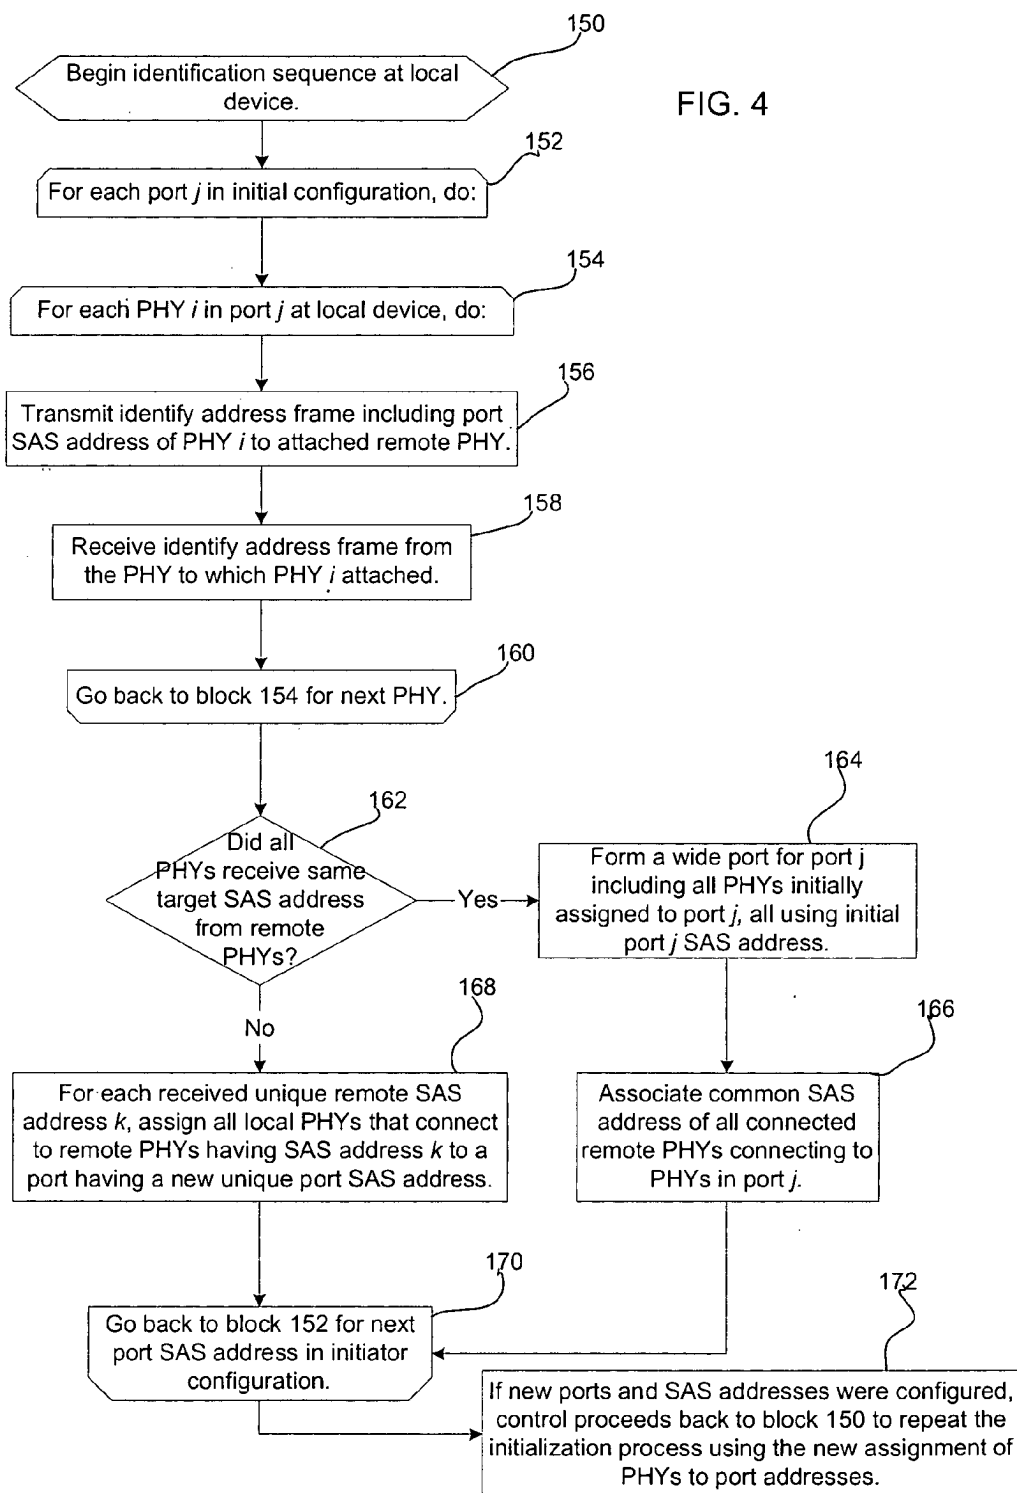 150
Begin identification sequence at local
device.
FIG. 4
152
For each port j in initial configuration, do:
154
For each PHY i in port j at local device, do:
156
Transmit identify address frame including port
SAS address of PHY i to attached remote PHY.
158
Receive identify address frame from
the PHY to which PHY i attached.
160
Go back to block 154 for next PHY.
162
Did all
PHYs receive same
target SAS address
from remote
PHYs?
Yes
164
Form a wide port for port j
including all PHYs initially
assigned to port j, all using initial
port j SAS address.
No
168
For each received unique remote SAS
address k, assign all local PHYs that connect
to remote PHYs having SAS address k to a
port having a new unique port SAS address.
166
Associate common SAS
address of all connected
remote PHYs connecting to
PHYs in port j.
170
Go back to block 152 for next
port SAS address in initiator
configuration.
172
If new ports and SAS addresses were configured,
control proceeds back to block 150 to repeat the
initialization process using the new assignment of
PHYs to port addresses.